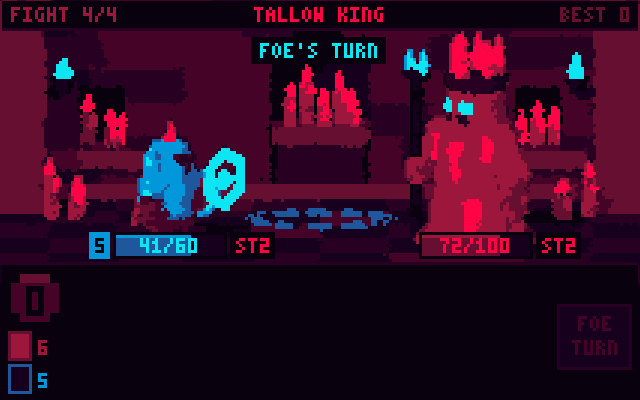 FIGHT 4/4 TALLOW KING BEST 0
FOE'S TURN
5 41/60 ST2 72/100 ST2
0
6
5
FOE
TURN